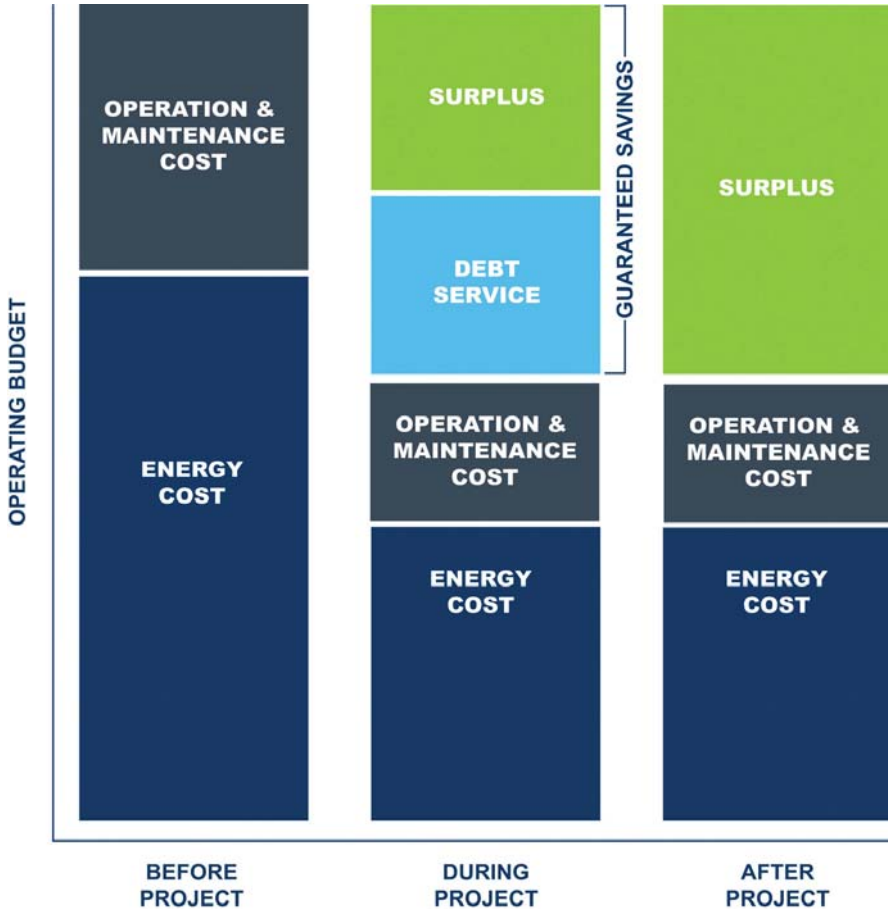 OPERATING BUDGET
OPERATION &
MAINTENANCE
COST
ENERGY
COST
BEFORE
PROJECT
SURPLUS
DEBT
SERVICE
GUARANTEED SAVINGS
OPERATION &
MAINTENANCE
COST
ENERGY
COST
DURING
PROJECT
SURPLUS
OPERATION &
MAINTENANCE
COST
ENERGY
COST
AFTER
PROJECT